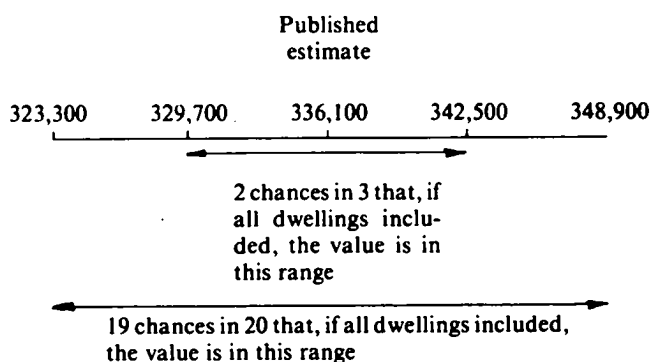 Published
estimate
323,300 329,700 336,100 342,500 348,900
2 chances in 3 that, if
all dwellings inclu-
ded, the value is in
this range
19 chances in 20 that, if all dwellings included,
the value is in this range